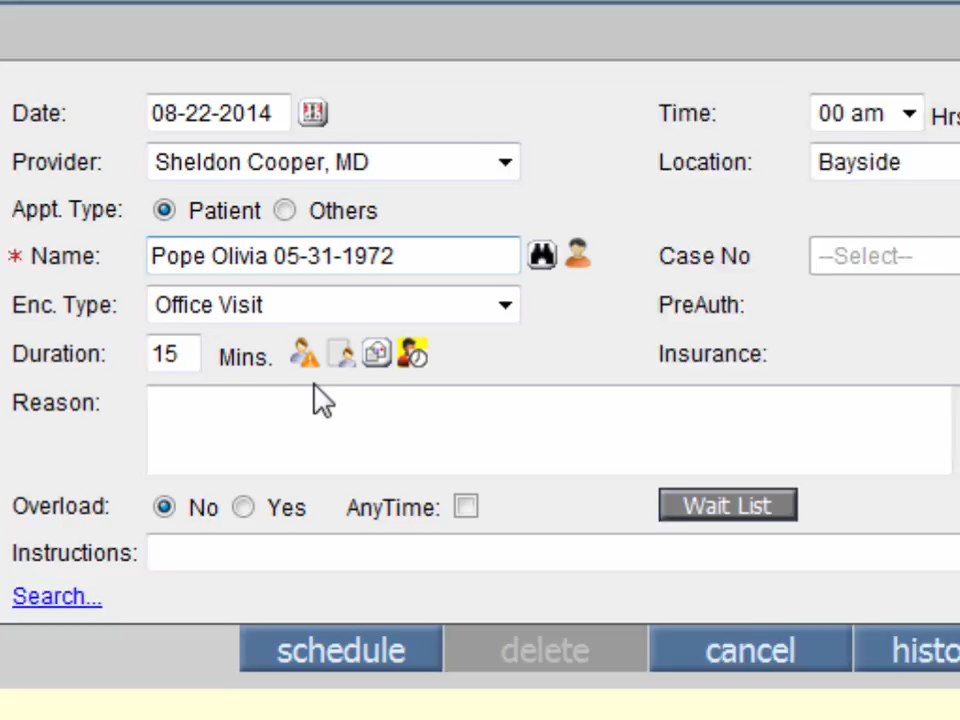 Date: 08-22-2014 Time: 00 am Hrs
Provider: Sheldon Cooper, MD Location: Bayside
Appt. Type: Patient Others
* Name: Pope Olivia 05-31-1972 Case No --Select--
Enc. Type: Office Visit PreAuth:
Duration: 15 Mins. Insurance:
Reason:
Overload: No Yes AnyTime: Wait List
Instructions:
Search...
schedule delete cancel histo